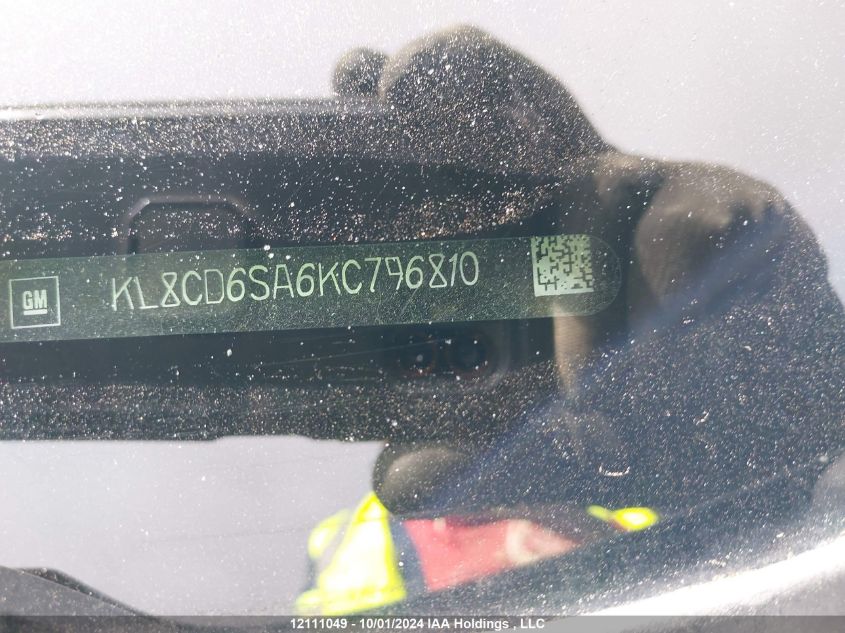 GM KL8CD6SA6KC796810
12111049 - 10/01/2024 IAA Holdings , LLC